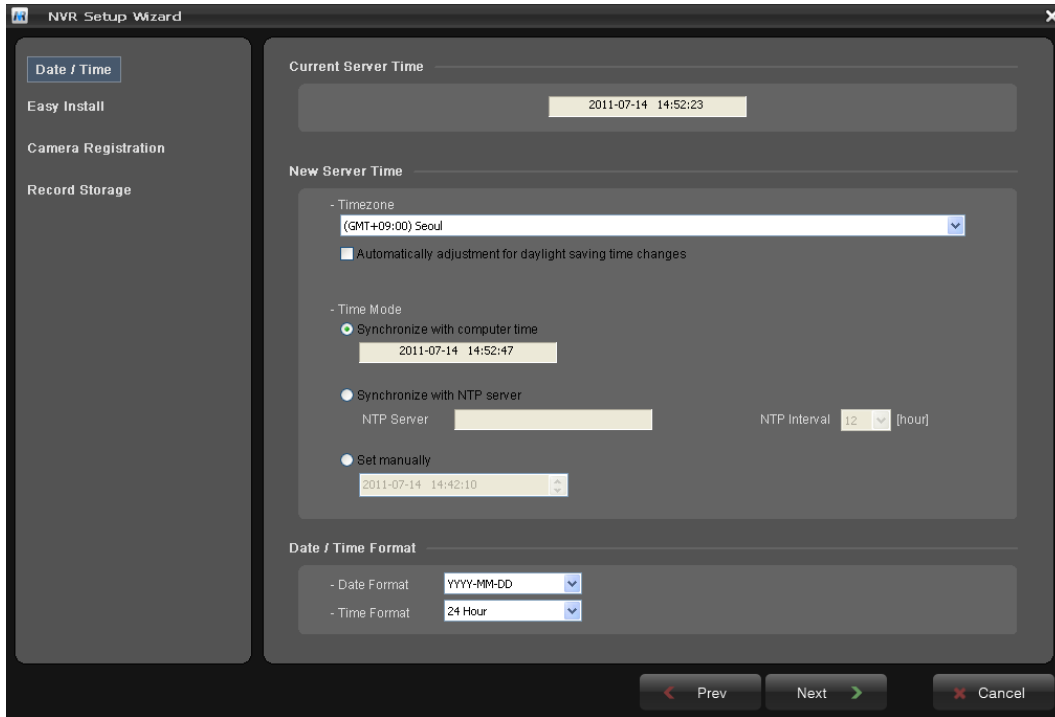 NVR Setup Wizard
Date / Time
Easy Install
Camera Registration
Record Storage
Current Server Time
2011-07-14 14:52:23
New Server Time
- Timezone
(GMT+09:00) Seoul
Automatically adjustment for daylight saving time changes
- Time Mode
Synchronize with computer time
2011-07-14 14:52:47
Synchronize with NTP server
NTP Server
NTP Interval 12 [hour]
Set manually
2011-07-14 14:42:10
Date / Time Format
- Date Format YYYY-MM-DD
- Time Format 24 Hour
Prev Next Cancel